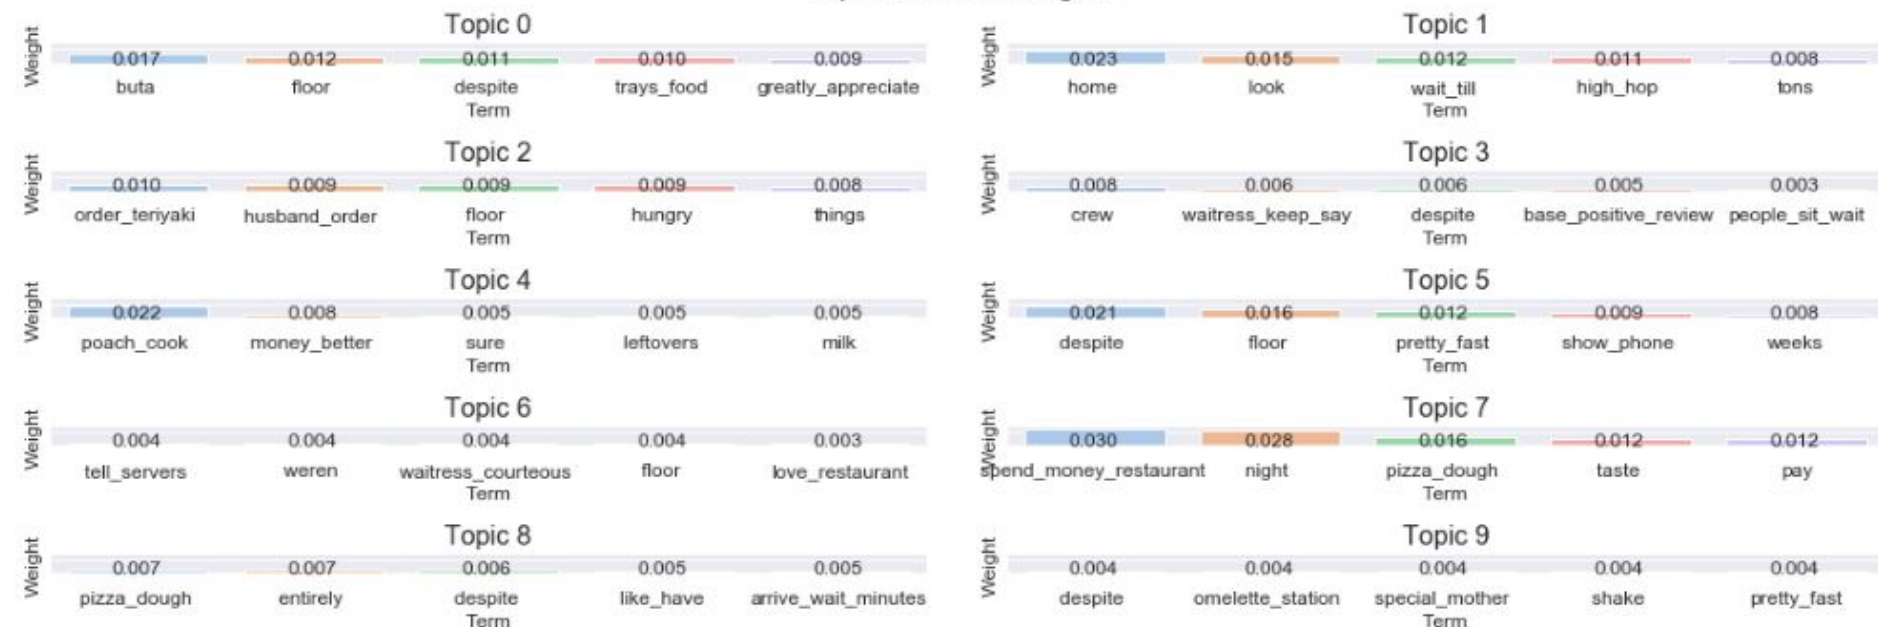 Topic 0
Weight
0.017 0.012 0.011 0.010 0.009
buta floor despite trays_food greatly_appreciate
Term
Topic 1
Weight
0.023 0.015 0.012 0.011 0.008
home look wait_till high_hop tons
Term
Topic 2
Weight
0.010 0.009 0.009 0.009 0.008
order_teriyaki husband_order floor hungry things
Term
Topic 3
Weight
0.008 0.006 0.006 0.005 0.003
crew waitress_keep_say despite base_positive_review people_sit_wait
Term
Topic 4
Weight
0.022 0.008 0.005 0.005 0.005
poach_cook money_better sure leftovers milk
Term
Topic 5
Weight
0.021 0.016 0.012 0.009 0.008
despite floor pretty_fast show_phone weeks
Term
Topic 6
Weight
0.004 0.004 0.004 0.004 0.003
tell_servers weren waitress_courteous floor love_restaurant
Term
Topic 7
Weight
0.030 0.028 0.016 0.012 0.012
spend_money_restaurant night pizza_dough taste pay
Term
Topic 8
Weight
0.007 0.007 0.006 0.005 0.005
pizza_dough entirely despite like_have arrive_wait_minutes
Term
Topic 9
Weight
0.004 0.004 0.004 0.004 0.004
despite omelette_station special_mother shake pretty_fast
Term